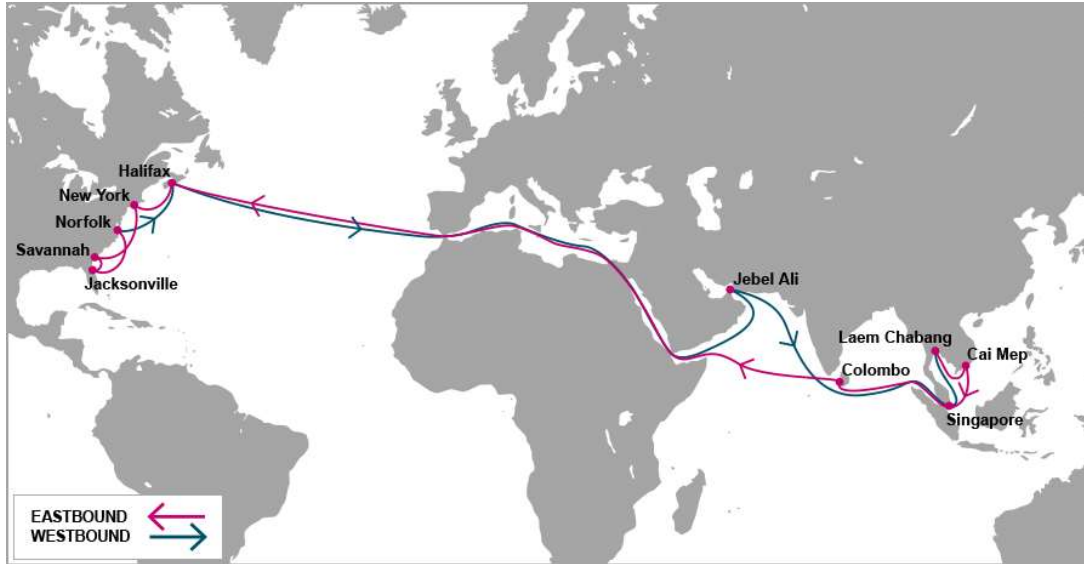 Halifax
New York
Norfolk
Savannah
Jacksonville
Jebel Ali
Laem Chabang
Cai Mep
Colombo
Singapore
EASTBOUND
WESTBOUND